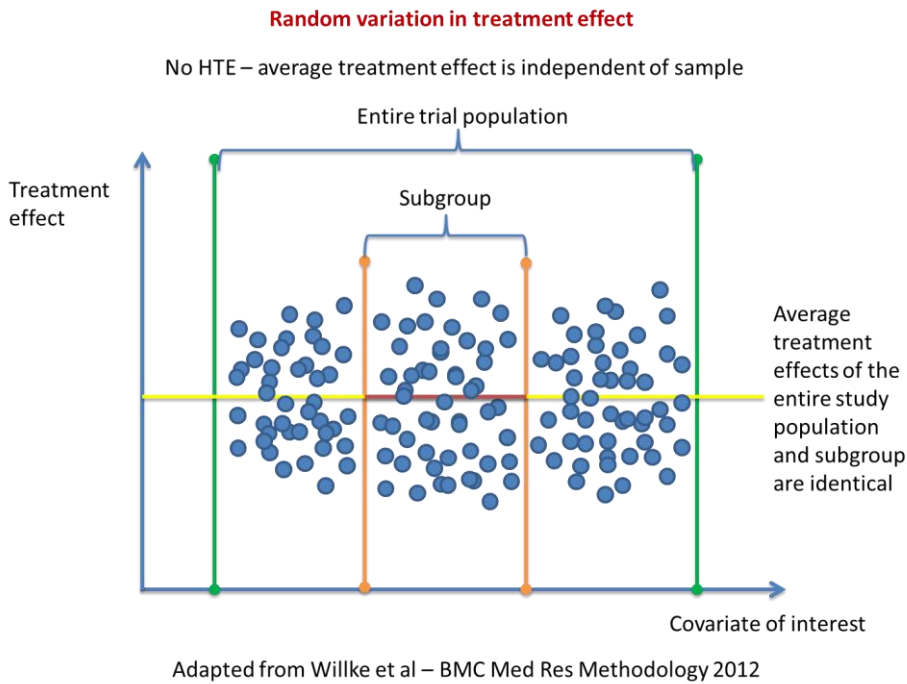 Random variation in treatment effect
No HTE – average treatment effect is independent of sample
Entire trial population
Treatment
effect
Subgroup
Average
treatment
effects of the
entire study
population
and subgroup
are identical
Covariate of interest
Adapted from Willke et al – BMC Med Res Methodology 2012